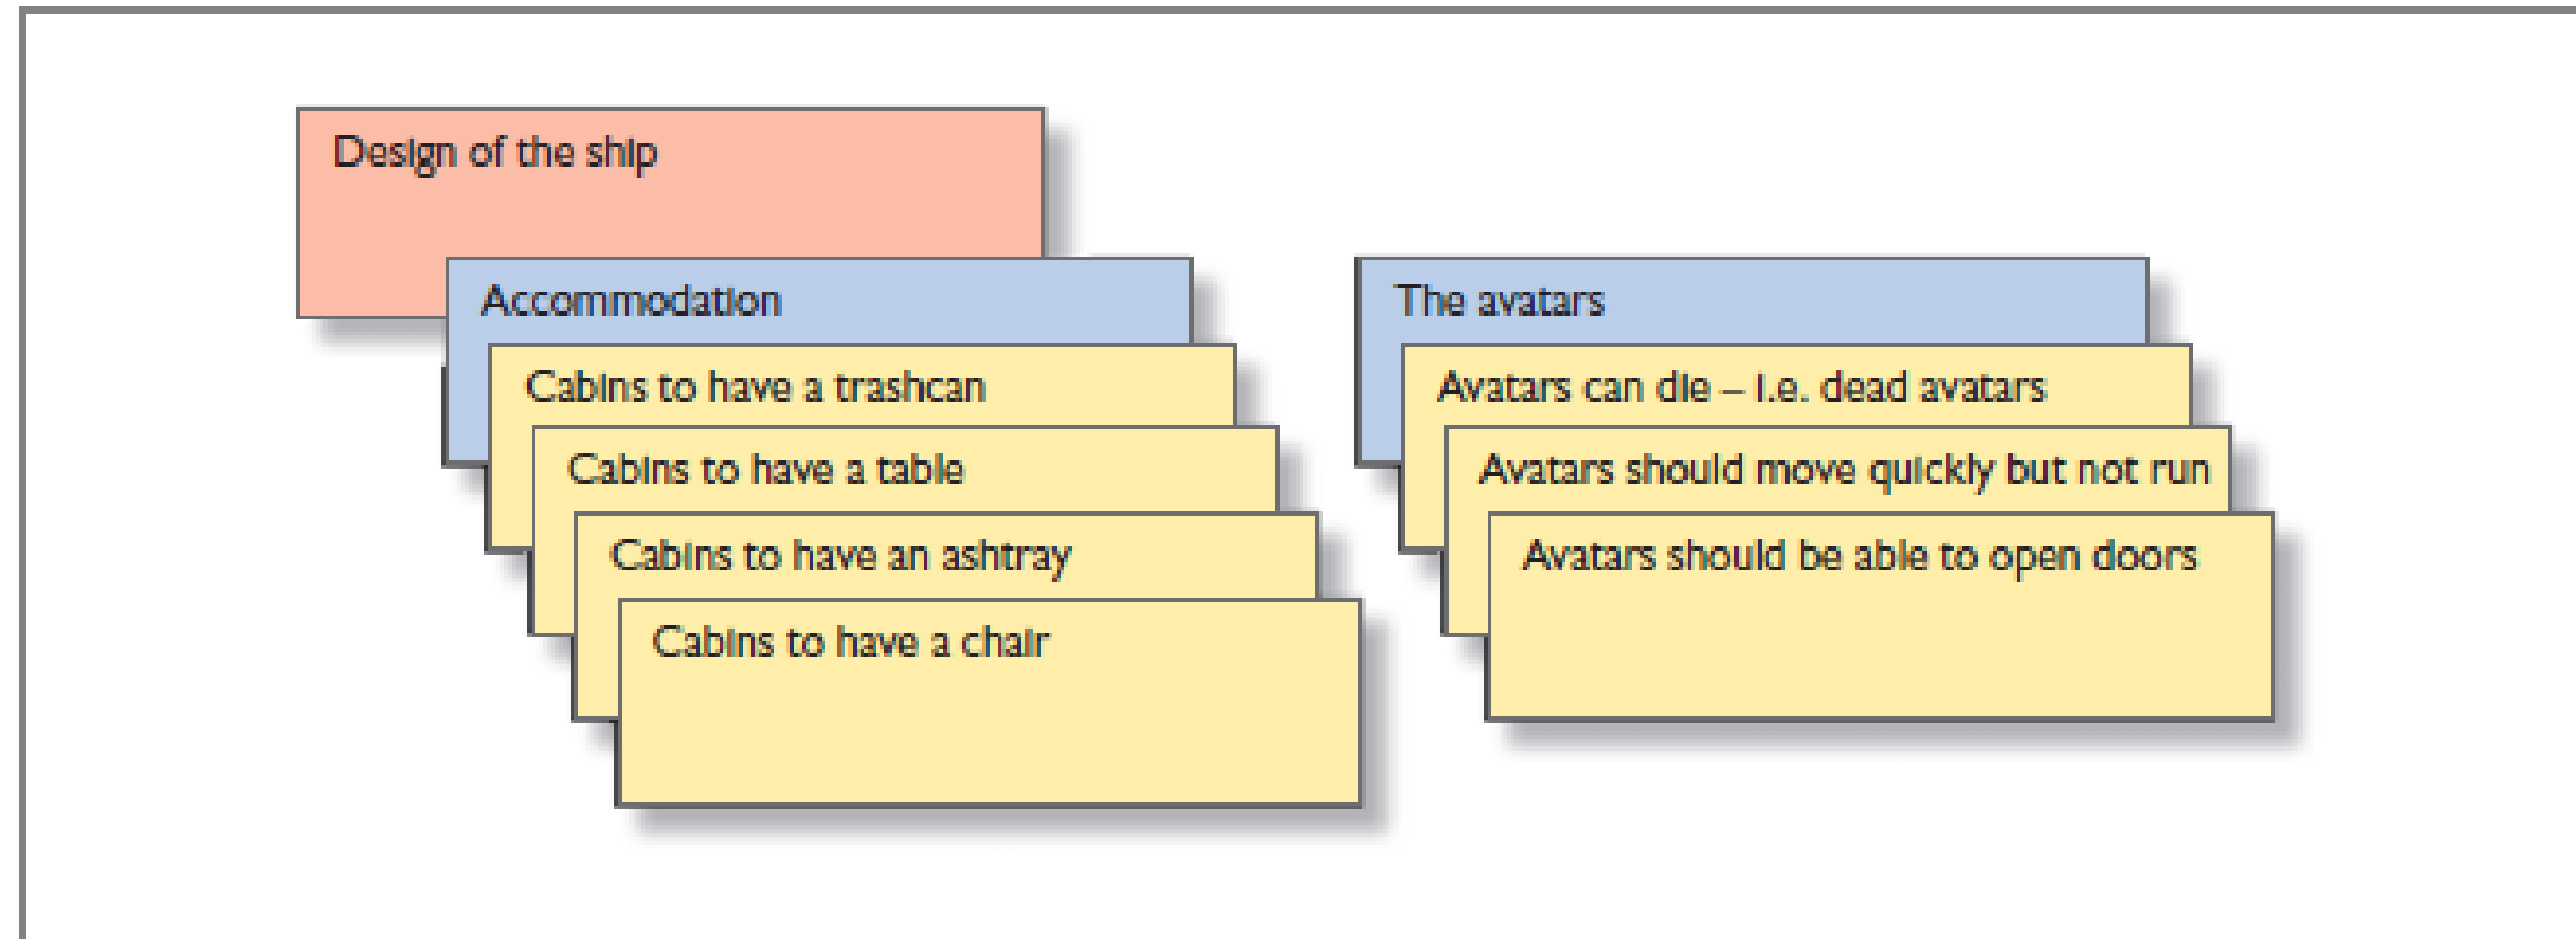 Design of the ship
Accommodation
Cabins to have a trashcan
Cabins to have a table
Cabins to have an ashtray
Cabins to have a chair
The avatars
Avatars can die – i.e. dead avatars
Avatars should move quickly but not run
Avatars should be able to open doors